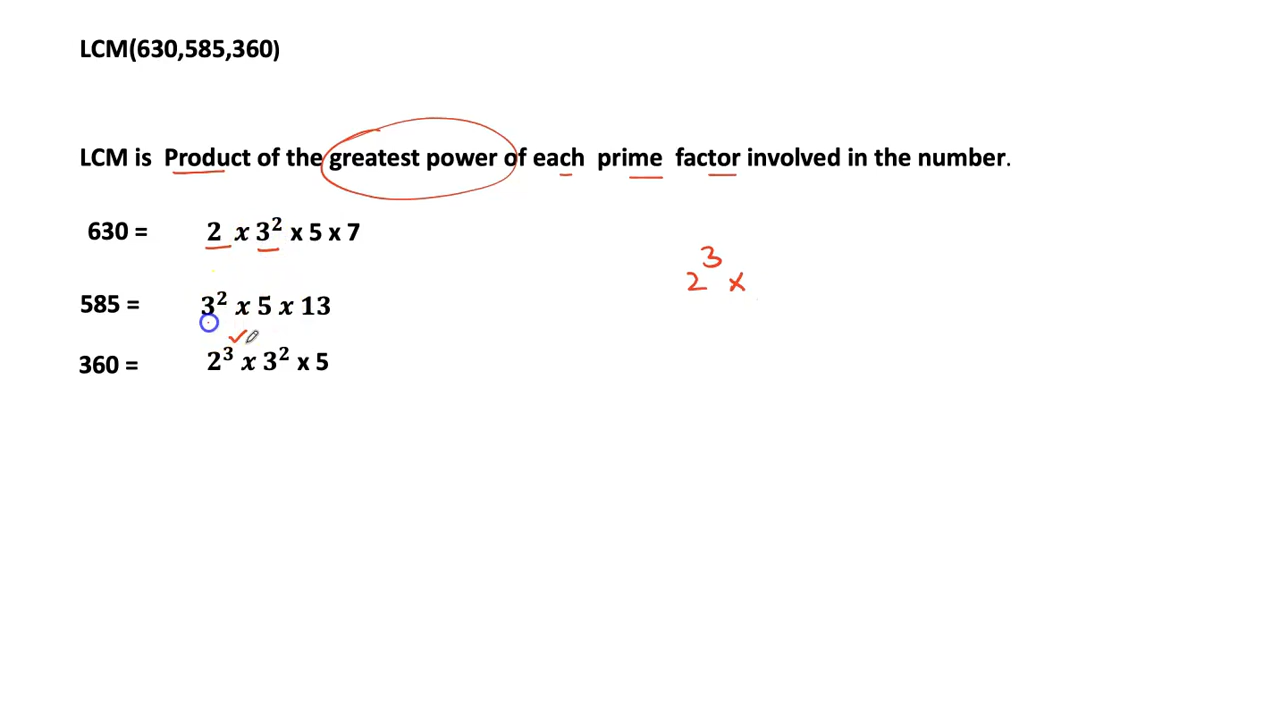 LCM(630,585,360)
LCM is Product of the greatest power of each prime factor involved in the number.
630 = 2 x 3² x 5 x 7
2³ x
585 = 3² x 5 x 13
360 = 2³ x 3² x 5